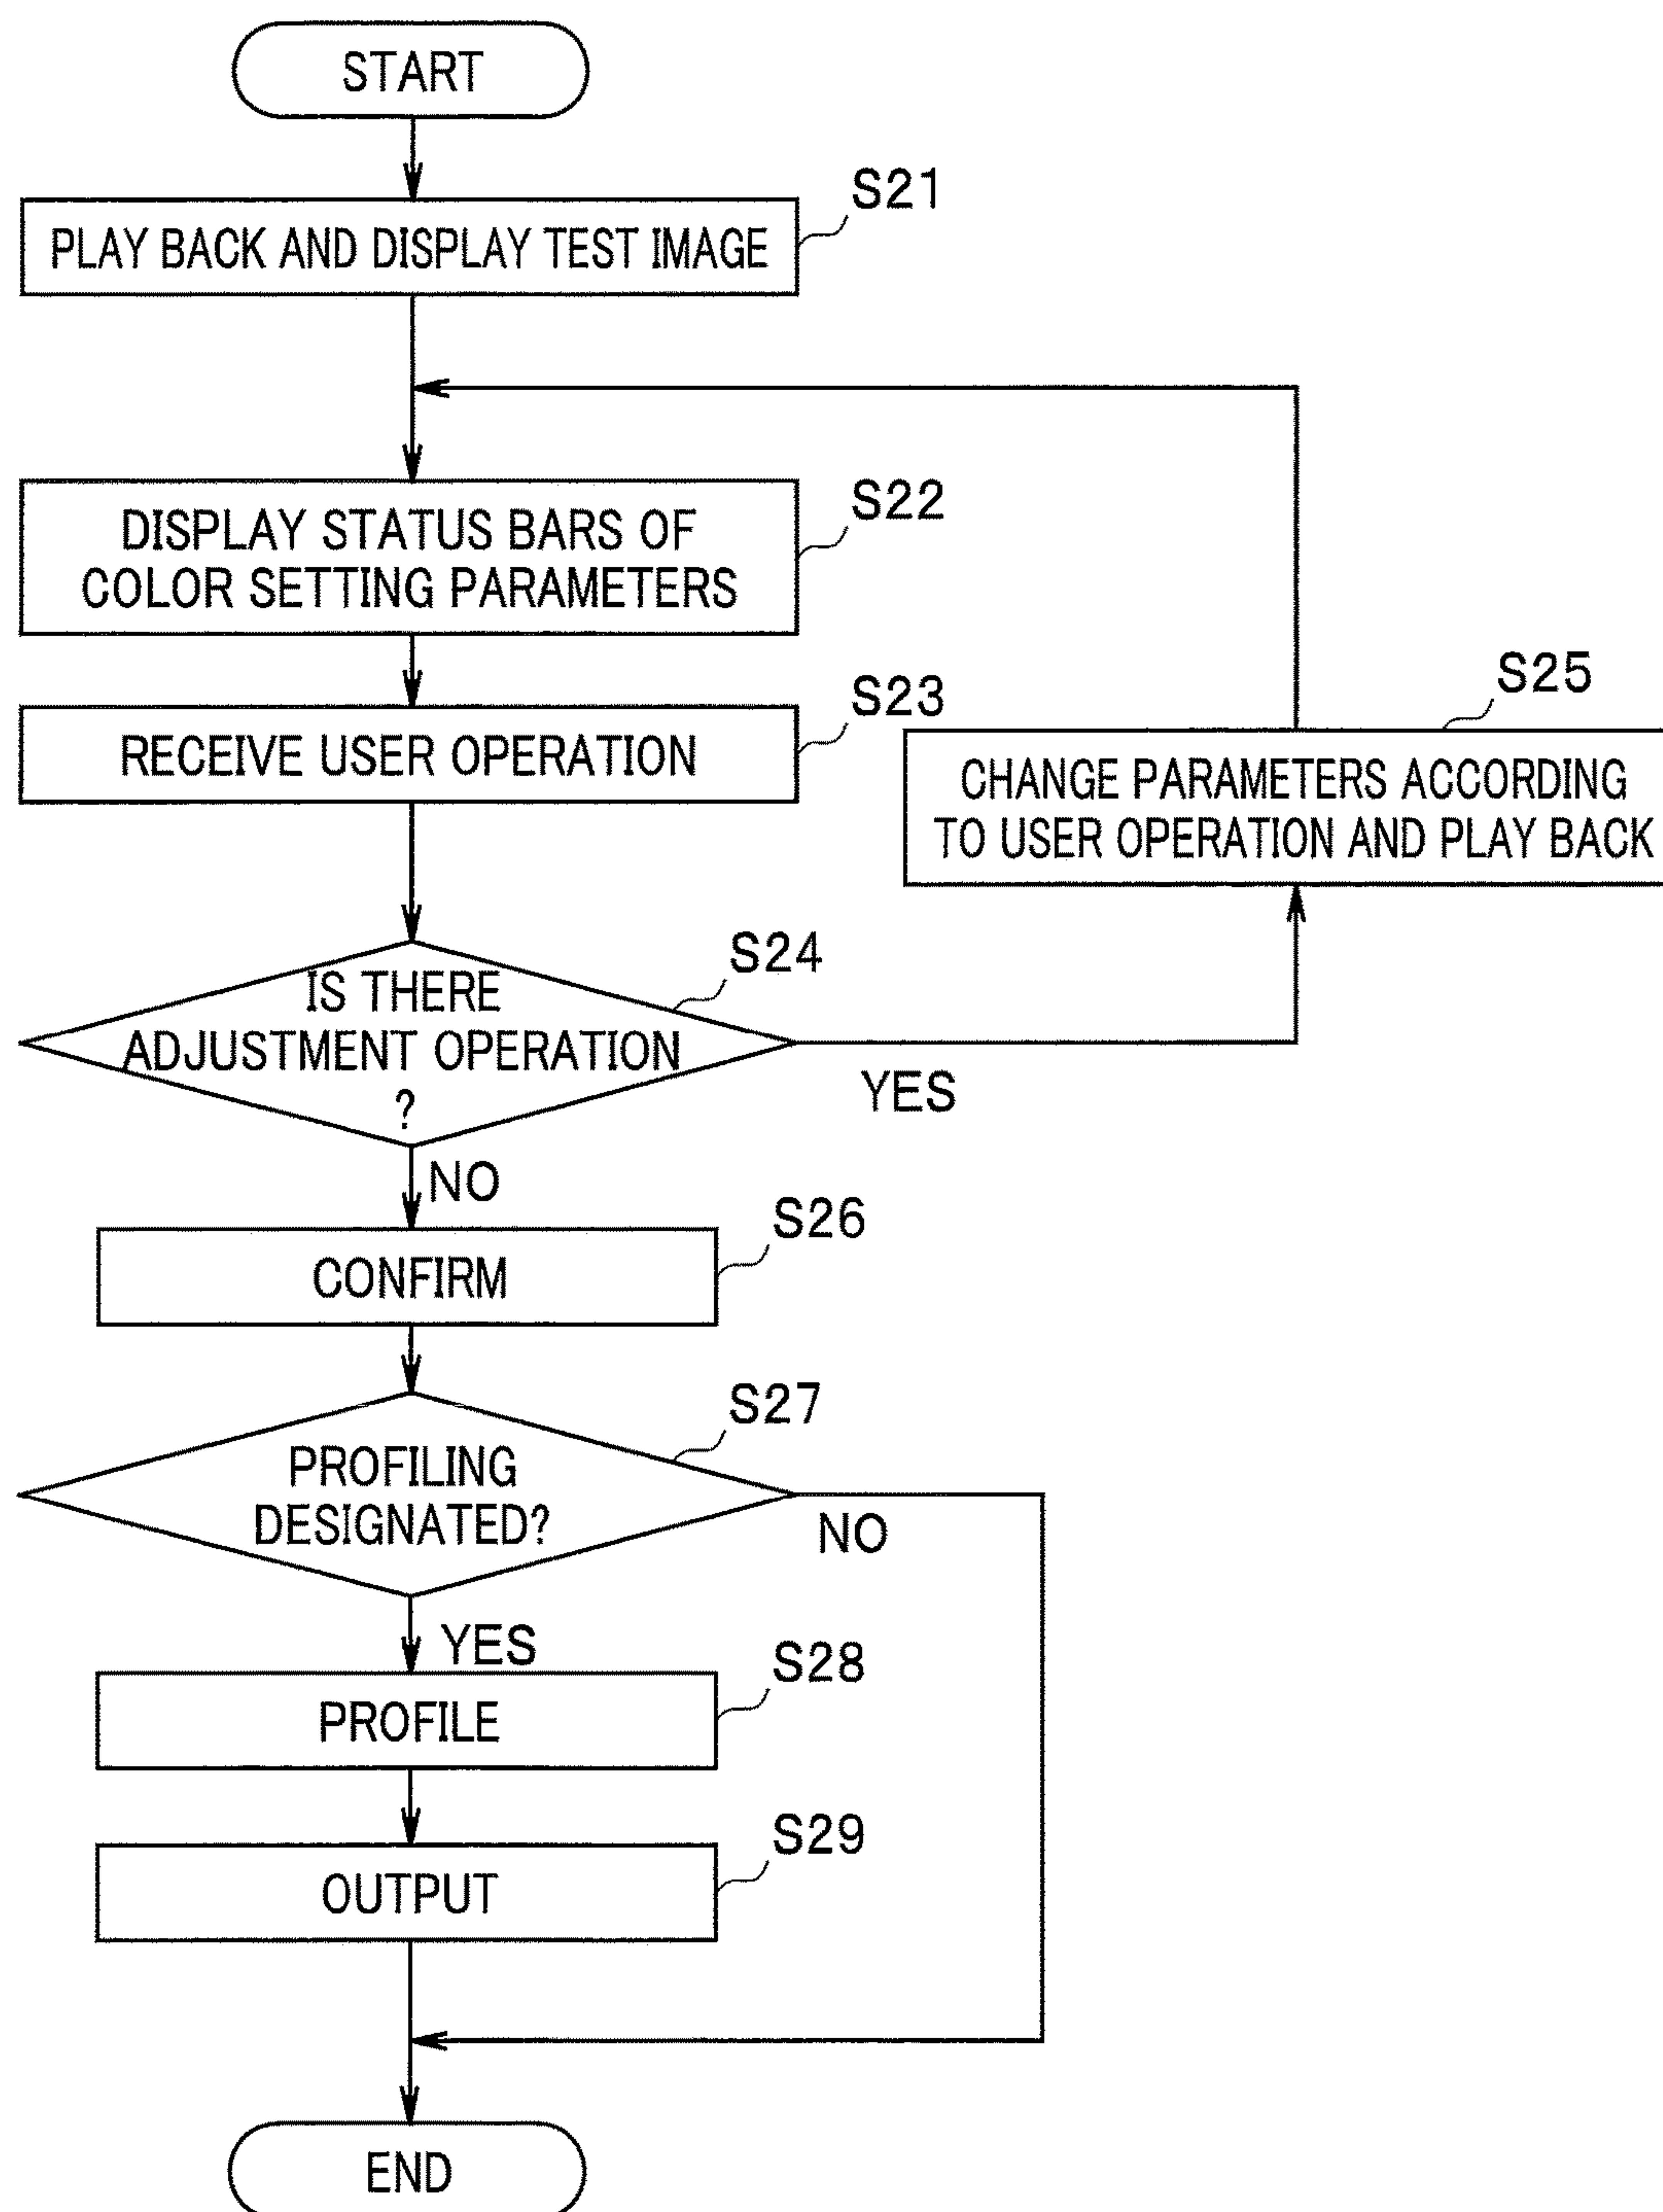 START
S21
PLAY BACK AND DISPLAY TEST IMAGE
S22
DISPLAY STATUS BARS OF
COLOR SETTING PARAMETERS
S23
RECEIVE USER OPERATION
S25
CHANGE PARAMETERS ACCORDING
TO USER OPERATION AND PLAY BACK
S24
IS THERE
ADJUSTMENT OPERATION
?
YES
NO
S26
CONFIRM
S27
PROFILING
DESIGNATED?
NO
YES
S28
PROFILE
S29
OUTPUT
END